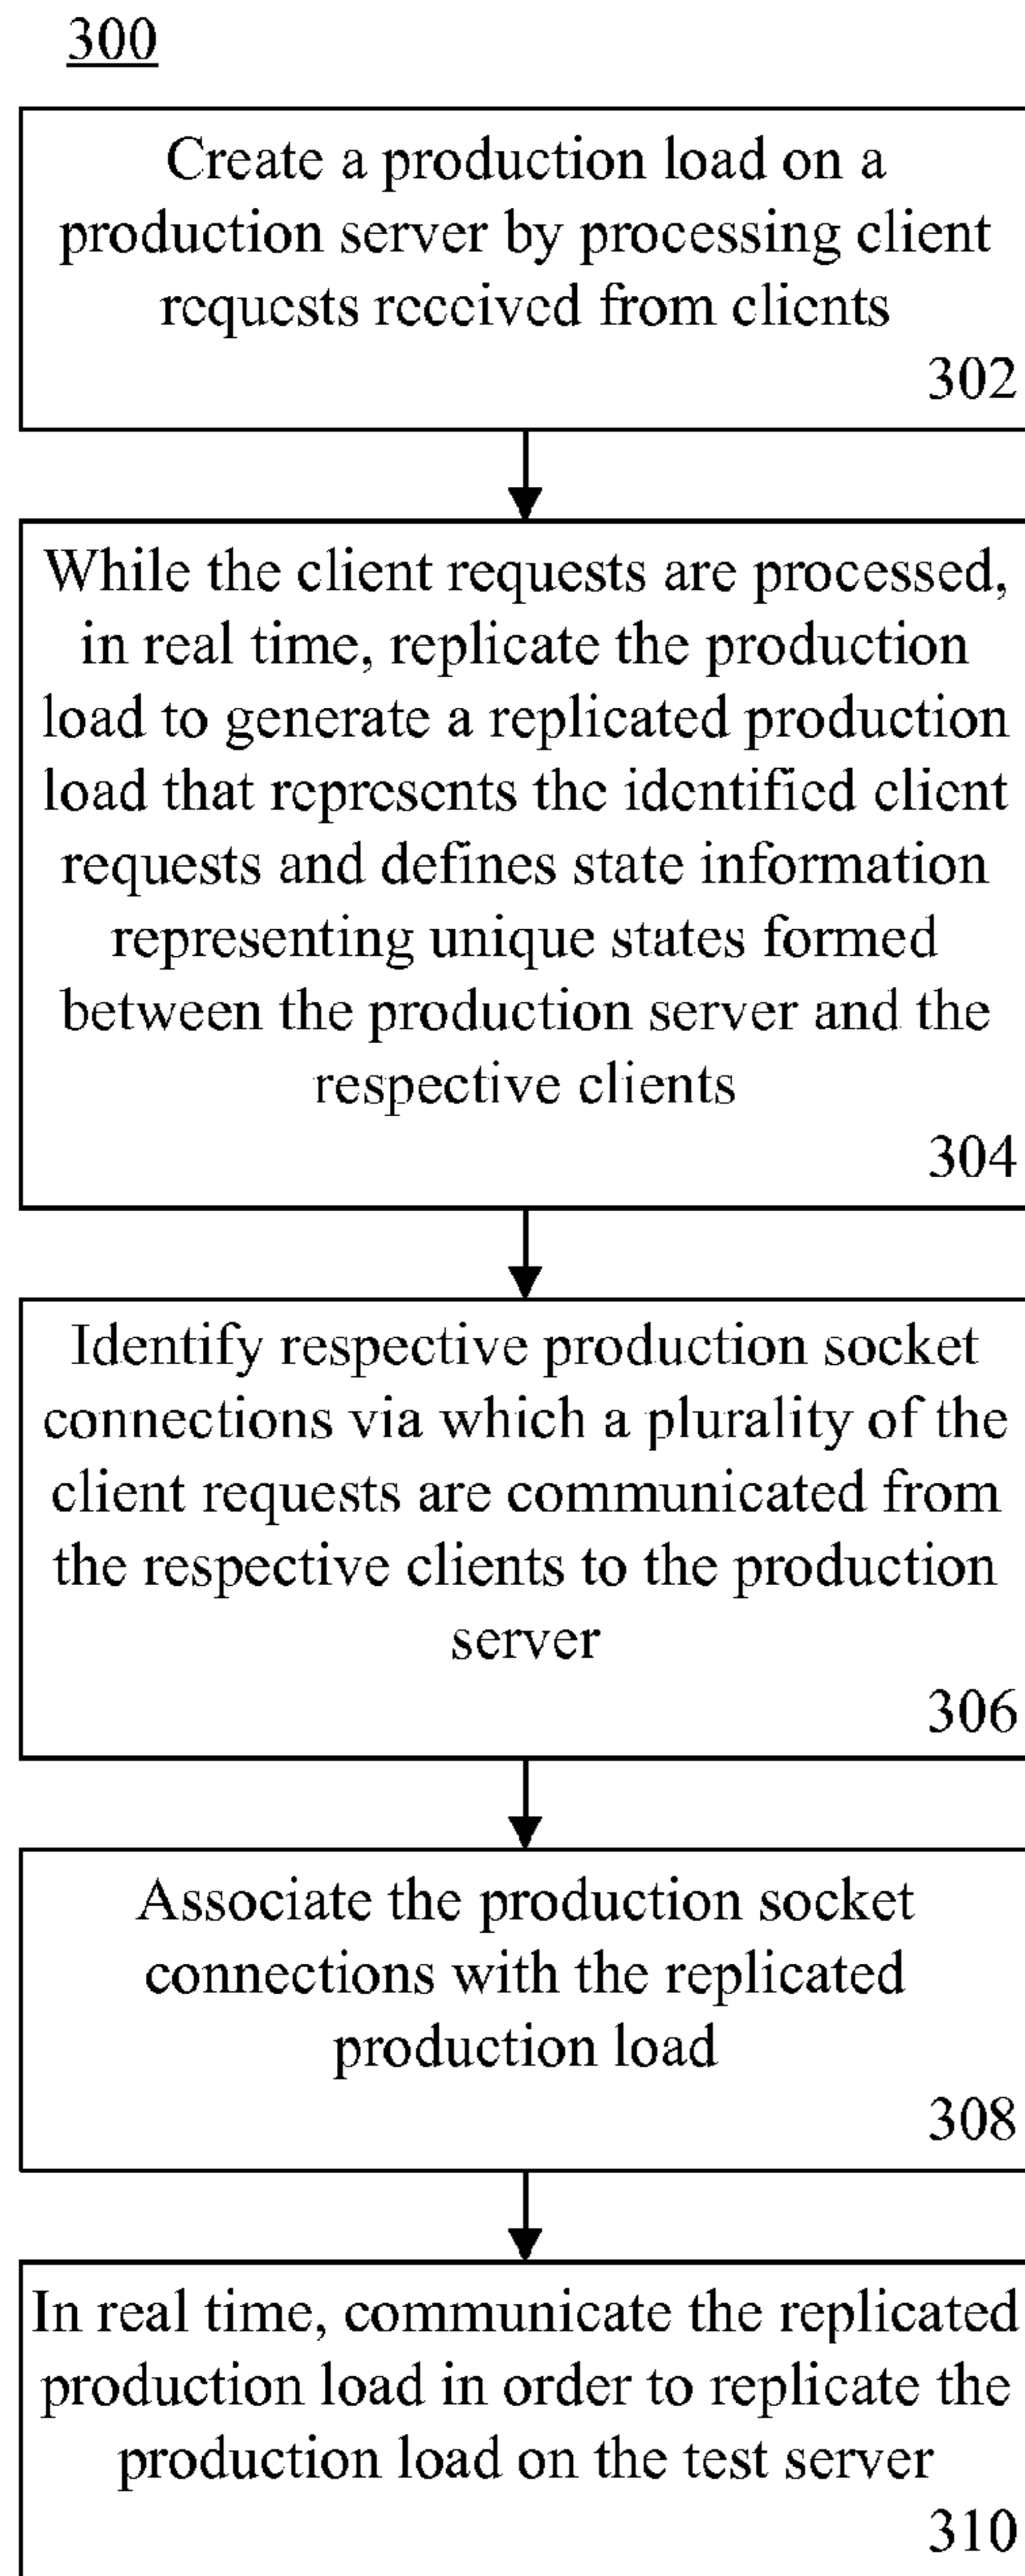 300
Create a production load on a
production server by processing client
requests received from clients
302
While the client requests are processed,
in real time, replicate the production
load to generate a replicated production
load that represents the identified client
requests and defines state information
representing unique states formed
between the production server and the
respective clients
304
Identify respective production socket
connections via which a plurality of the
client requests are communicated from
the respective clients to the production
server
306
Associate the production socket
connections with the replicated
production load
308
In real time, communicate the replicated
production load in order to replicate the
production load on the test server
310